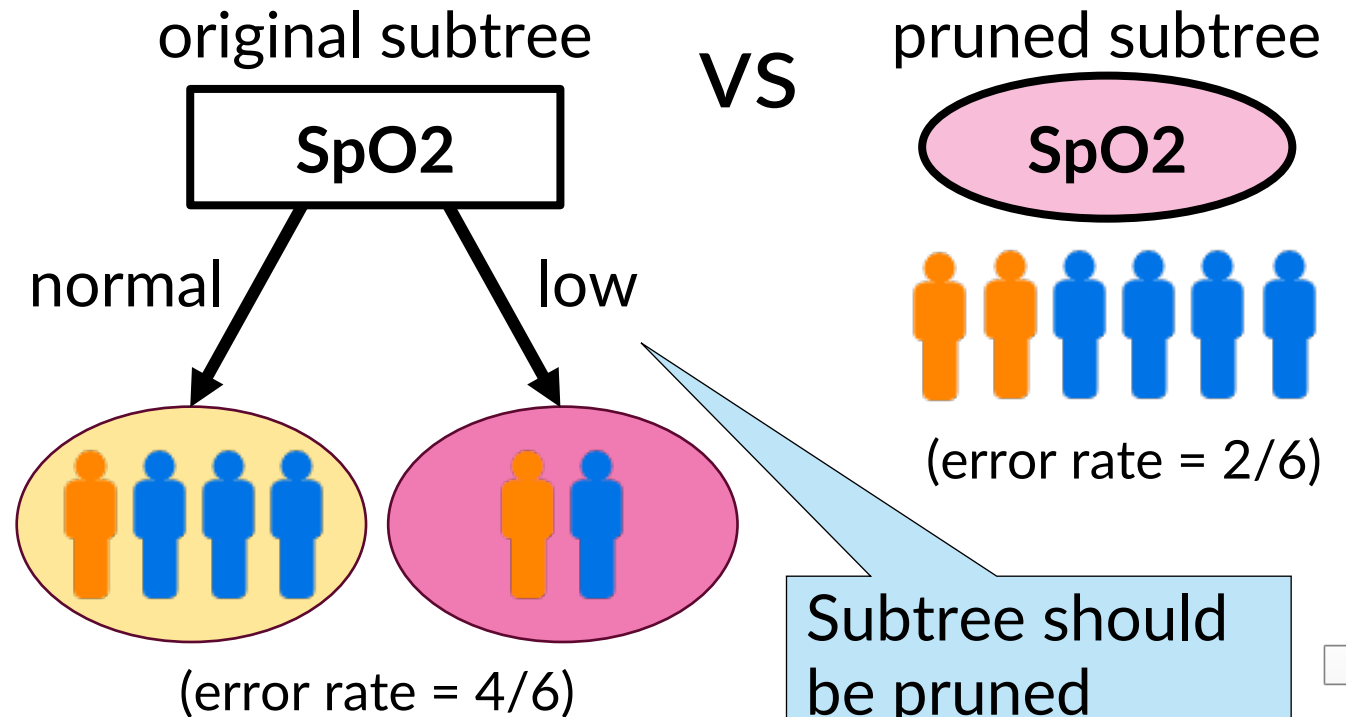 original subtree
vs
pruned subtree
SpO2
SpO2
normal
low
(error rate = 2/6)
(error rate = 4/6)
Subtree should
be pruned